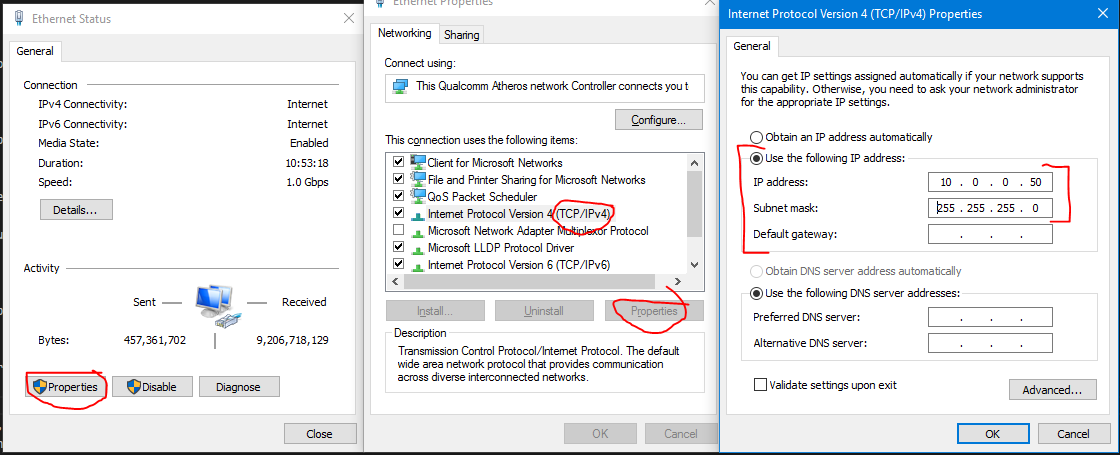 Ethernet Status
General
Connection
IPv4 Connectivity: Internet
IPv6 Connectivity: Internet
Media State: Enabled
Duration: 10:53:18
Speed: 1.0 Gbps
Details...
Activity
Sent Received
Bytes: 457,361,702 9,206,718,129
Properties Disable Diagnose
Close
Ethernet Properties
Networking Sharing
Connect using:
This Qualcomm Atheros network Controller connects you t
Configure...
This connection uses the following items:
Client for Microsoft Networks
File and Printer Sharing for Microsoft Networks
QoS Packet Scheduler
Internet Protocol Version 4 (TCP/IPv4)
Microsoft Network Adapter Multiplexor Protocol
Microsoft LLDP Protocol Driver
Internet Protocol Version 6 (TCP/IPv6)
Install... Uninstall Properties
Description
Transmission Control Protocol/Internet Protocol. The default
wide area network protocol that provides communication
across diverse interconnected networks.
OK Cancel
Internet Protocol Version 4 (TCP/IPv4) Properties
General
You can get IP settings assigned automatically if your network supports
this capability. Otherwise, you need to ask your network administrator
for the appropriate IP settings.
Obtain an IP address automatically
Use the following IP address:
IP address: 10 . 0 . 0 . 50
Subnet mask: 255 . 255 . 255 . 0
Default gateway: . . .
Obtain DNS server address automatically
Use the following DNS server addresses:
Preferred DNS server: . . .
Alternative DNS server: . . .
Validate settings upon exit
Advanced...
OK Cancel